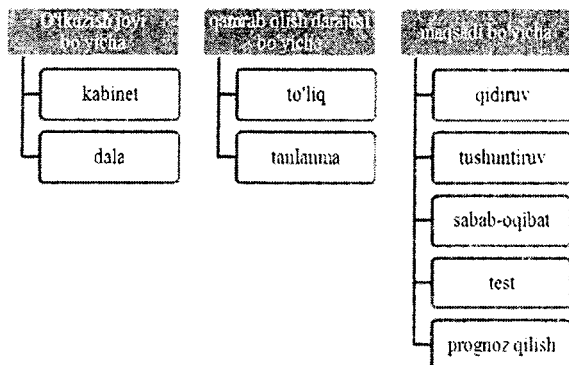 O'tkazish joyi
bo'yicha
kabinet
dala
qamrab olish darajasi
bo'yicha
to'liq
tanlanma
maqsadi bo'yicha
qidiruv
tushuntiruv
sabab-oqibat
test
prognoz qilish